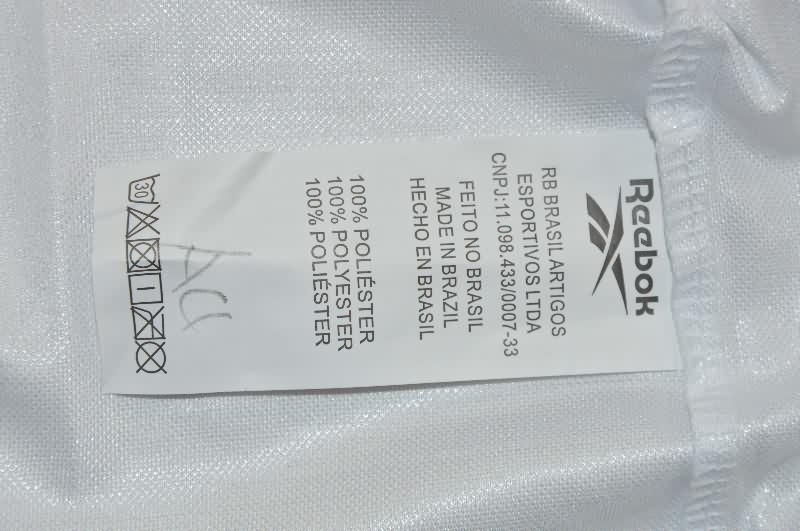 Reebok
RB BRASIL ARTIGOS
ESPORTIVOS LTDA
CNPJ:11.098.433/0007-33
FEITO NO BRASIL
MADE IN BRAZIL
HECHO EN BRASIL
100% POLIÉSTER
100% POLYESTER
100% POLIÉSTER
30